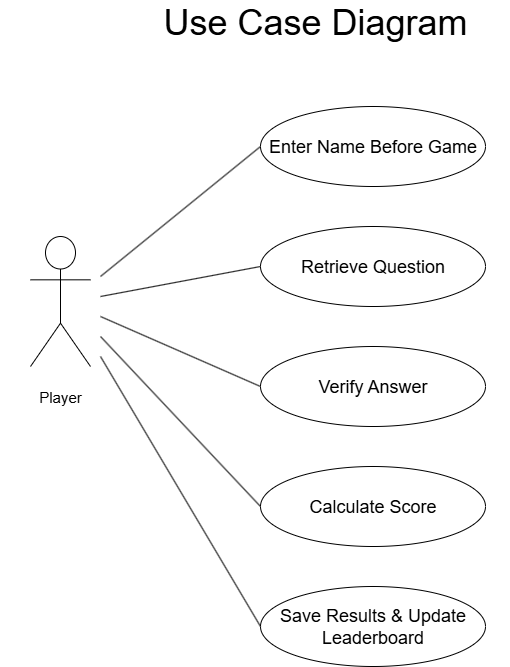 Use Case Diagram
Enter Name Before Game
Retrieve Question
Verify Answer
Player
Calculate Score
Save Results & Update
Leaderboard